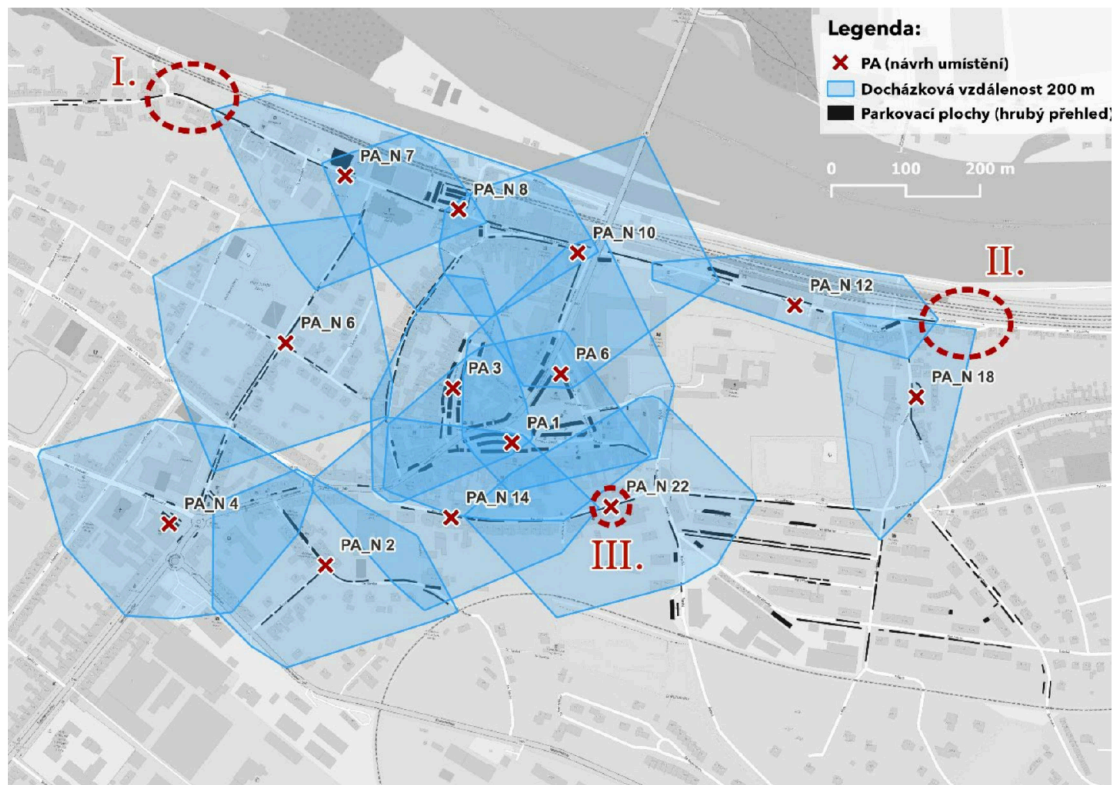 Legenda:
PA (návrh umístění)
Docházková vzdálenost 200 m
Parkovací plochy (hrubý přehled)
0 100 200 m
I.
PA_N 7
PA_N 8
PA_N 10
II.
PA_N 12
PA_N 6
PA 3
PA 6
PA_N 18
PA 1
PA_N 14
PA_N 22
PA_N 4
III.
PA_N 2